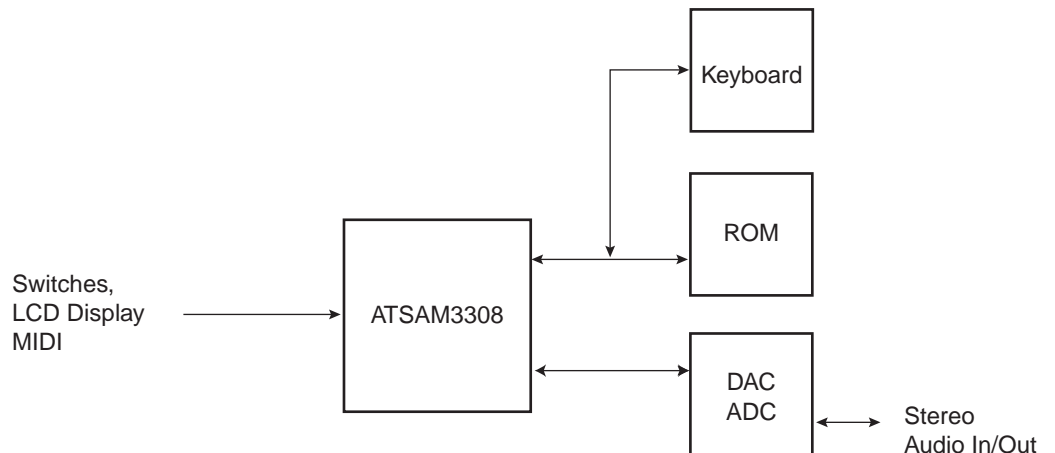 Keyboard
ROM
Switches,
LCD Display
MIDI
ATSAM3308
DAC
ADC
Stereo
Audio In/Out